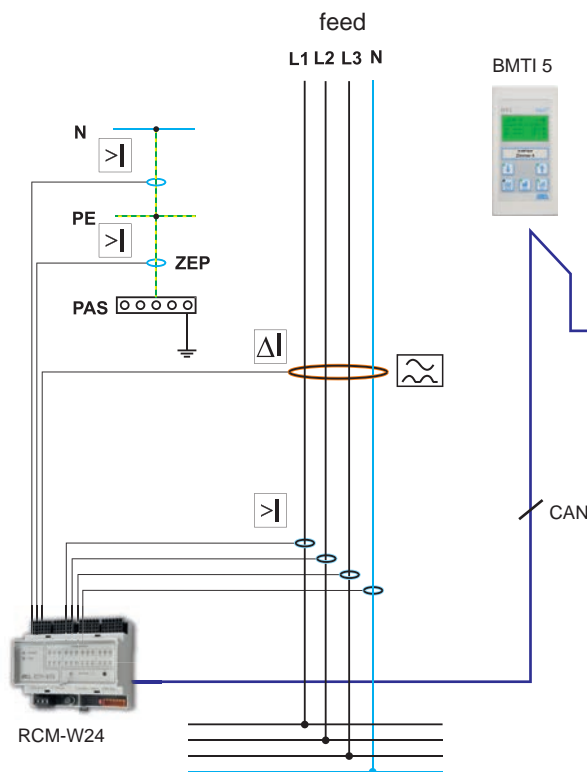 feed
L1 L2 L3 N
BMTI 5
N
>I
PE
>I
ZEP
PAS
ΔI
>I
CAN
RCM-W24